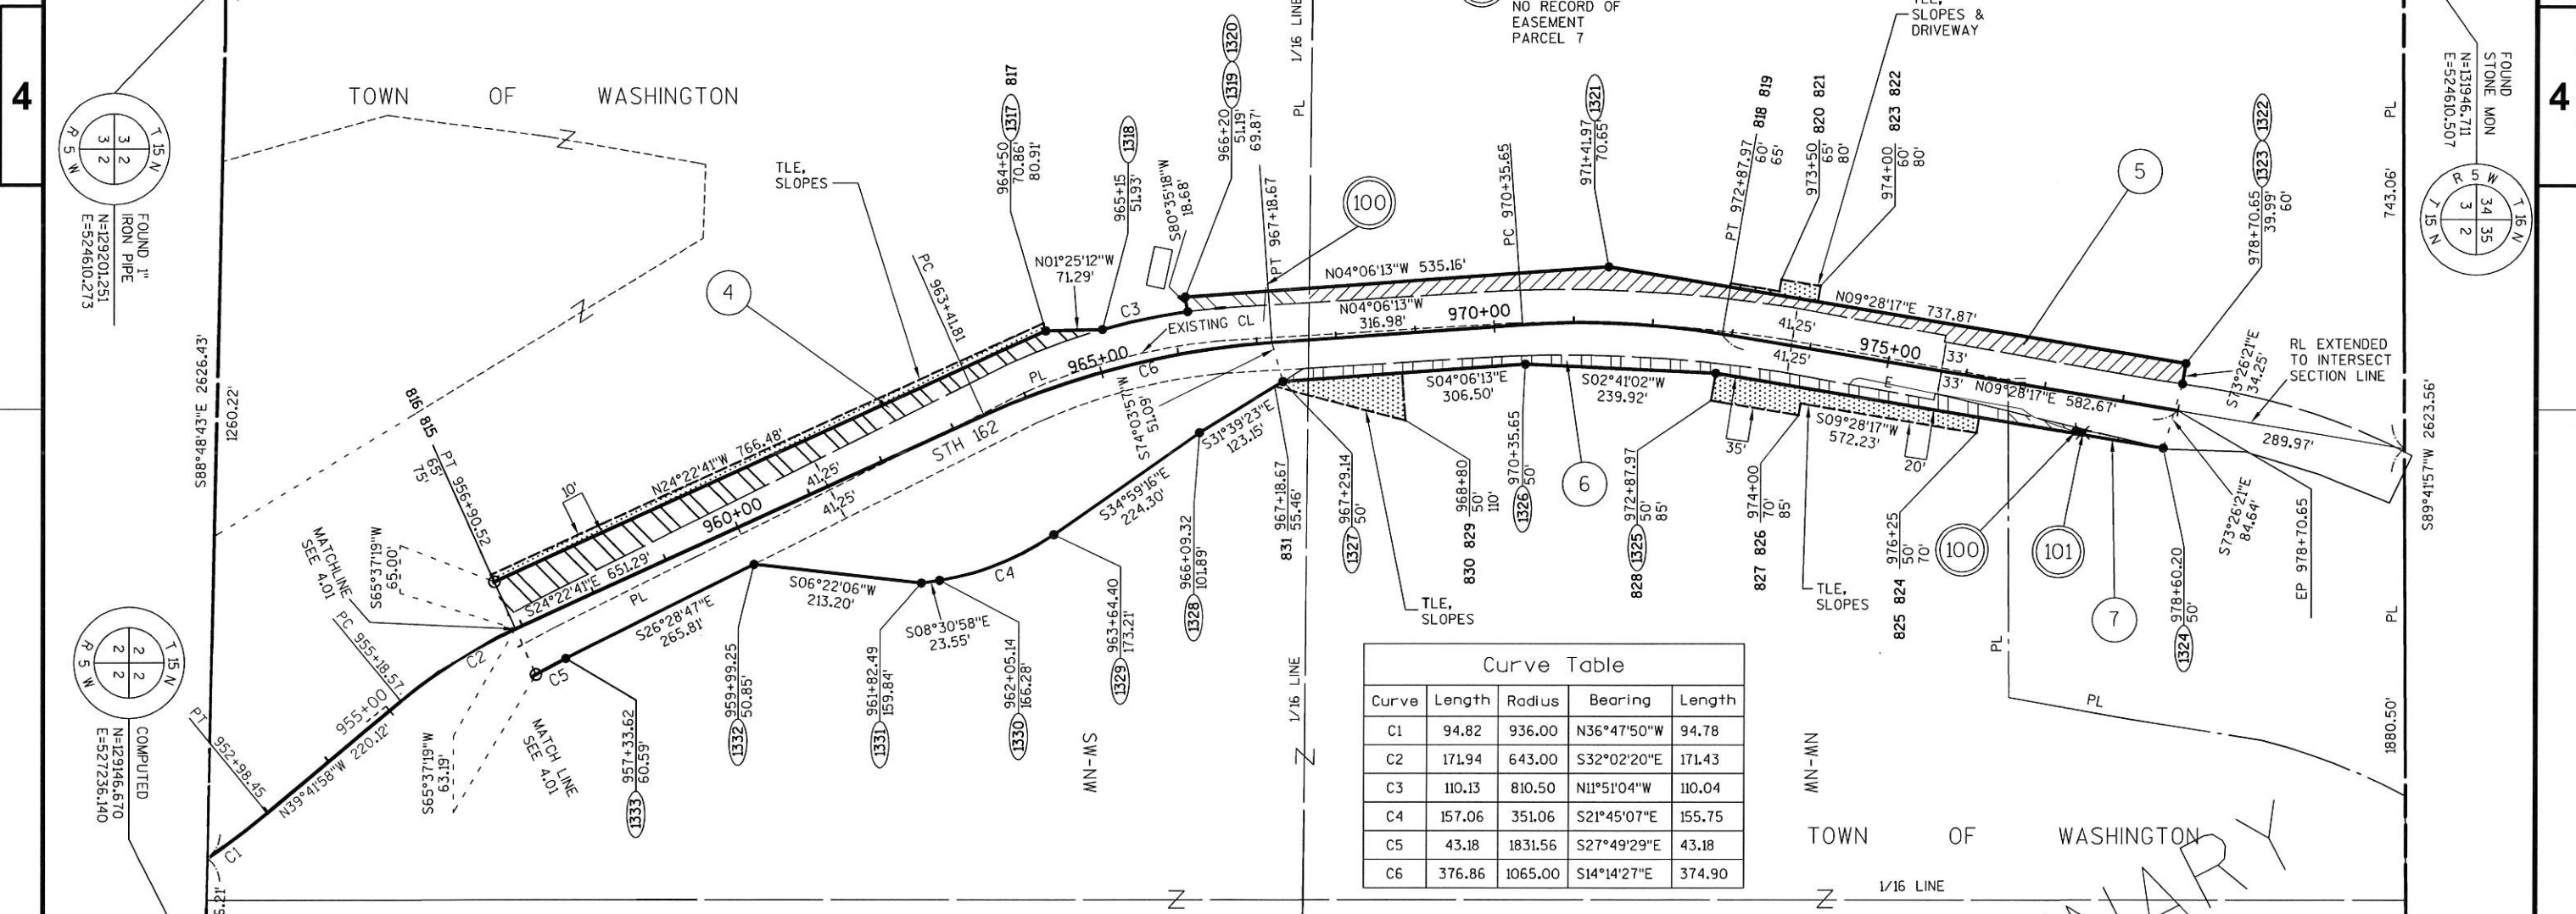 4
4
TOWN OF WASHINGTON
T 15 N
R 5 W
3 2
3 2
FOUND 1"
IRON PIPE
N=129201.251
E=524610.273
S88°48'43"E 2626.43'
1260.22'
T 15 N
R 5 W
2 2
2 2
COMPUTED
N=129146.670
E=527236.140
NO RECORD OF
EASEMENT
PARCEL 7
SLOPES &
DRIVEWAY
1/16 LINE
PL
FOUND
STONE MON
N=131946.711
E=524610.507
R 5 W
T 16 N
34 35
3 2
T 15 N
PL
743.06'
S89°41'57"W 2623.56'
PL
1880.50'
TLE,
SLOPES
4
1317 817
964+50
70.86'
80.91'
1318
965+15
51.93'
S80°35'18"W
18.68'
1319 1320
966+20
51.19'
69.87'
PT 967+18.67
100
N01°25'12"W
71.29'
C3
EXISTING CL
N04°06'13"W 535.16'
N04°06'13"W
316.98'
970+00
PC 970+35.65
1321
971+41.97
70.65'
PT 972+87.97 818 819
60'
65'
973+50 820 821
65'
80'
974+00 823 822
60'
80'
5
1323 1322
978+70.65
39.99'
60'
N09°28'17"E 737.87'
41.25'
41.25'
975+00
33'
33'
E
N09°28'17"E 582.67'
S73°26'21"E
34.25'
RL EXTENDED
TO INTERSECT
SECTION LINE
289.97'
S73°26'21"E
84.64'
EP 978+70.65
PC 963+41.81
965+00
PL
C6
S74°03'57"W
51.09'
N24°22'41"W 766.48'
10'
960+00
41.25'
41.25'
STH 162
S24°22'41"E 651.29'
PL
816 815 PT 956+90.52
65'
75'
S65°37'19"W
65.00'
MATCHLINE
SEE 4.01
PC 955+18.57
C2
955+00
N39°41'58"W 220.12'
PT 952+98.45
C1
C5
S65°37'19"W
63.19'
MATCH LINE
SEE 4.01
S26°28'47"E
265.81'
957+33.62
60.59'
1333
959+99.25
50.85'
1332
S06°22'06"W
213.20'
961+82.49
159.84'
1331
S08°30'58"E
23.55'
962+05.14
166.28'
1330
C4
963+64.40
173.21'
1329
S34°59'16"E
224.30'
966+09.32
101.89'
1328
S31°39'23"E
123.15'
831 967+18.67
55.46'
967+29.14
50'
1327
TLE,
SLOPES
S04°06'13"E
306.50'
830 829 968+80
50'
110'
970+35.65
50'
1326
S02°41'02"W
239.92'
6
972+87.97
50'
85'
828 1325
35'
974+00
70'
85'
827 826
TLE,
SLOPES
S09°28'17"W
572.23'
20'
976+25
50'
70'
825 824
100
101
7
978+60.20
50'
1324
PL
PL
1/16 LINE
SW-NW
NW-NW
Curve Table
Curve Length Radius Bearing Length
C1 94.82 936.00 N36°47'50"W 94.78
C2 171.94 643.00 S32°02'20"E 171.43
C3 110.13 810.50 N11°51'04"W 110.04
C4 157.06 351.06 S21°45'07"E 155.75
C5 43.18 1831.56 S27°49'29"E 43.18
C6 376.86 1065.00 S14°14'27"E 374.90
TOWN OF WASHINGTON
1/16 LINE